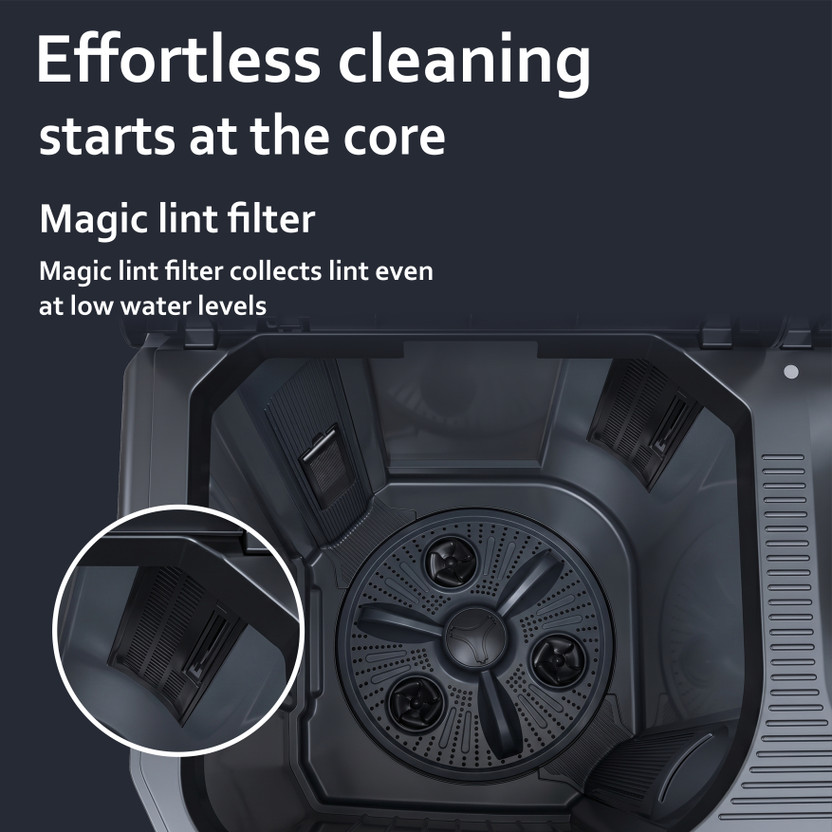 Effortless cleaning
starts at the core
Magic lint filter
Magic lint filter collects lint even
at low water levels